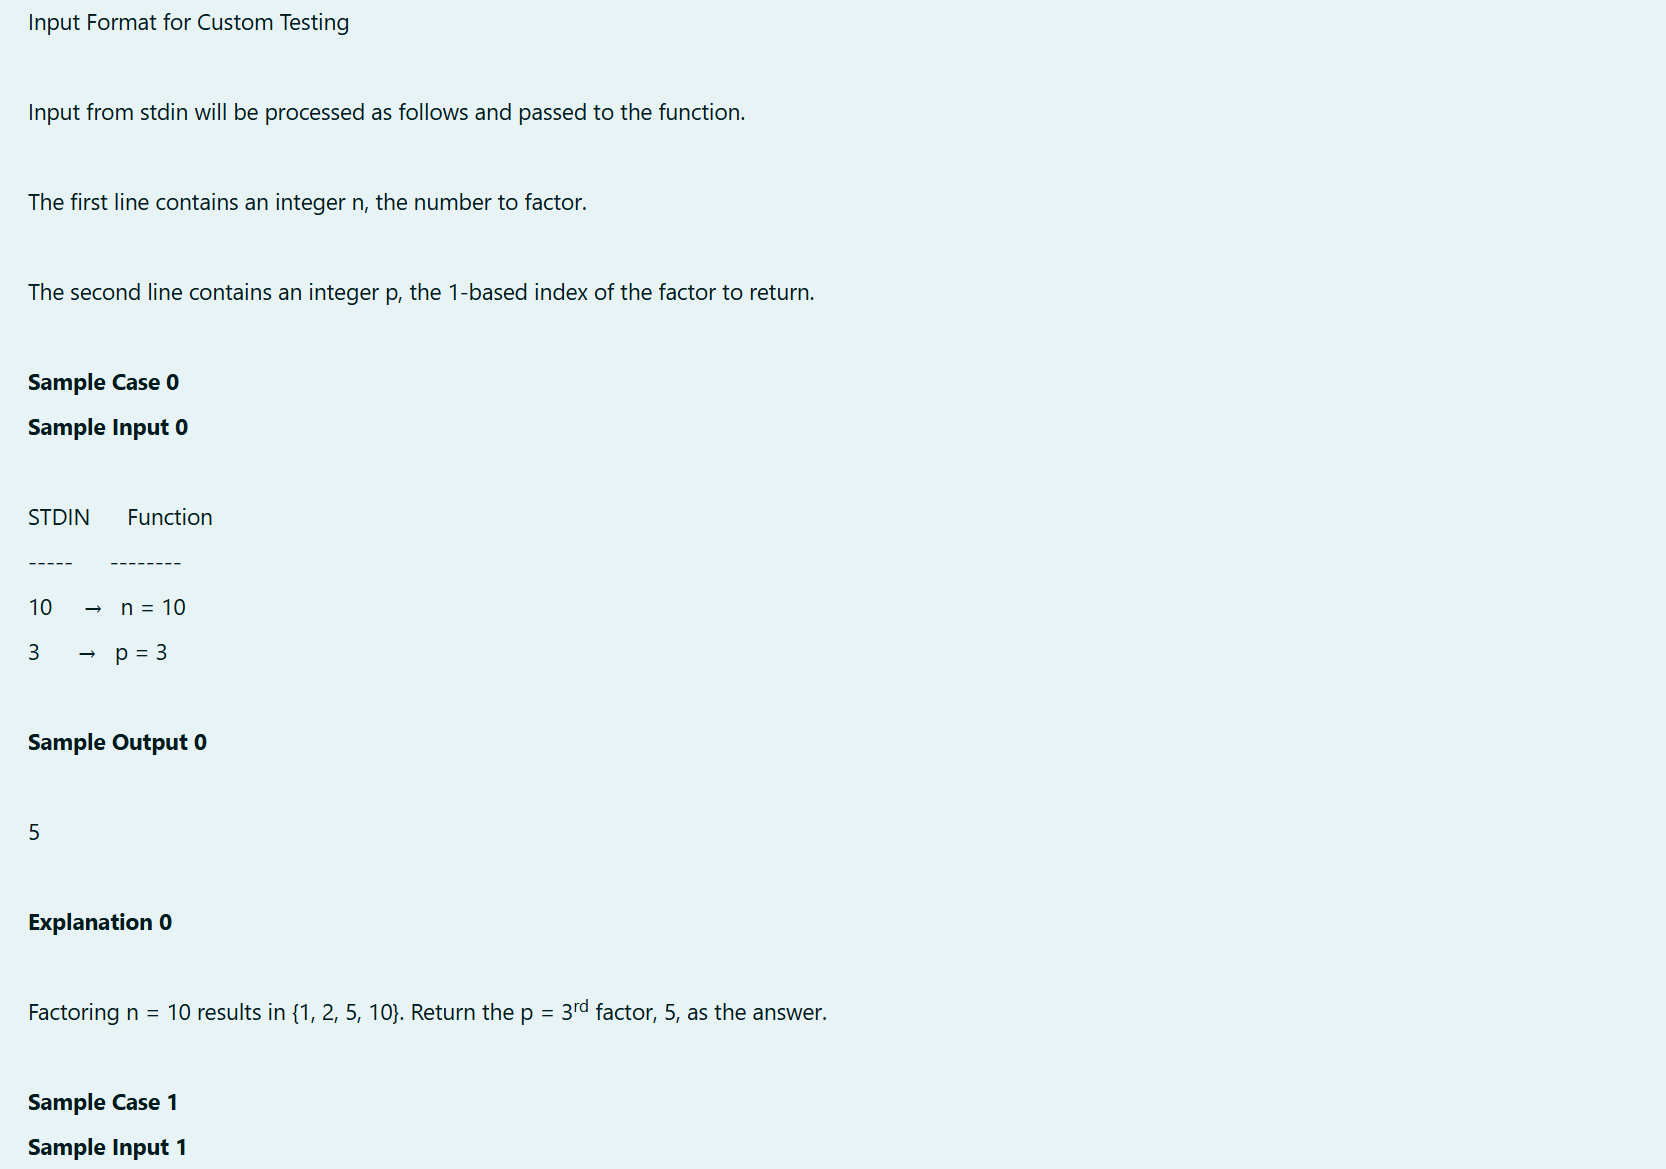 Input Format for Custom Testing
Input from stdin will be processed as follows and passed to the function.
The first line contains an integer n, the number to factor.
The second line contains an integer p, the 1-based index of the factor to return.
Sample Case 0
Sample Input 0
STDIN Function
----- --------
10 → n = 10
3 → p = 3
Sample Output 0
5
Explanation 0
Factoring n = 10 results in {1, 2, 5, 10}. Return the p = 3rd factor, 5, as the answer.
Sample Case 1
Sample Input 1